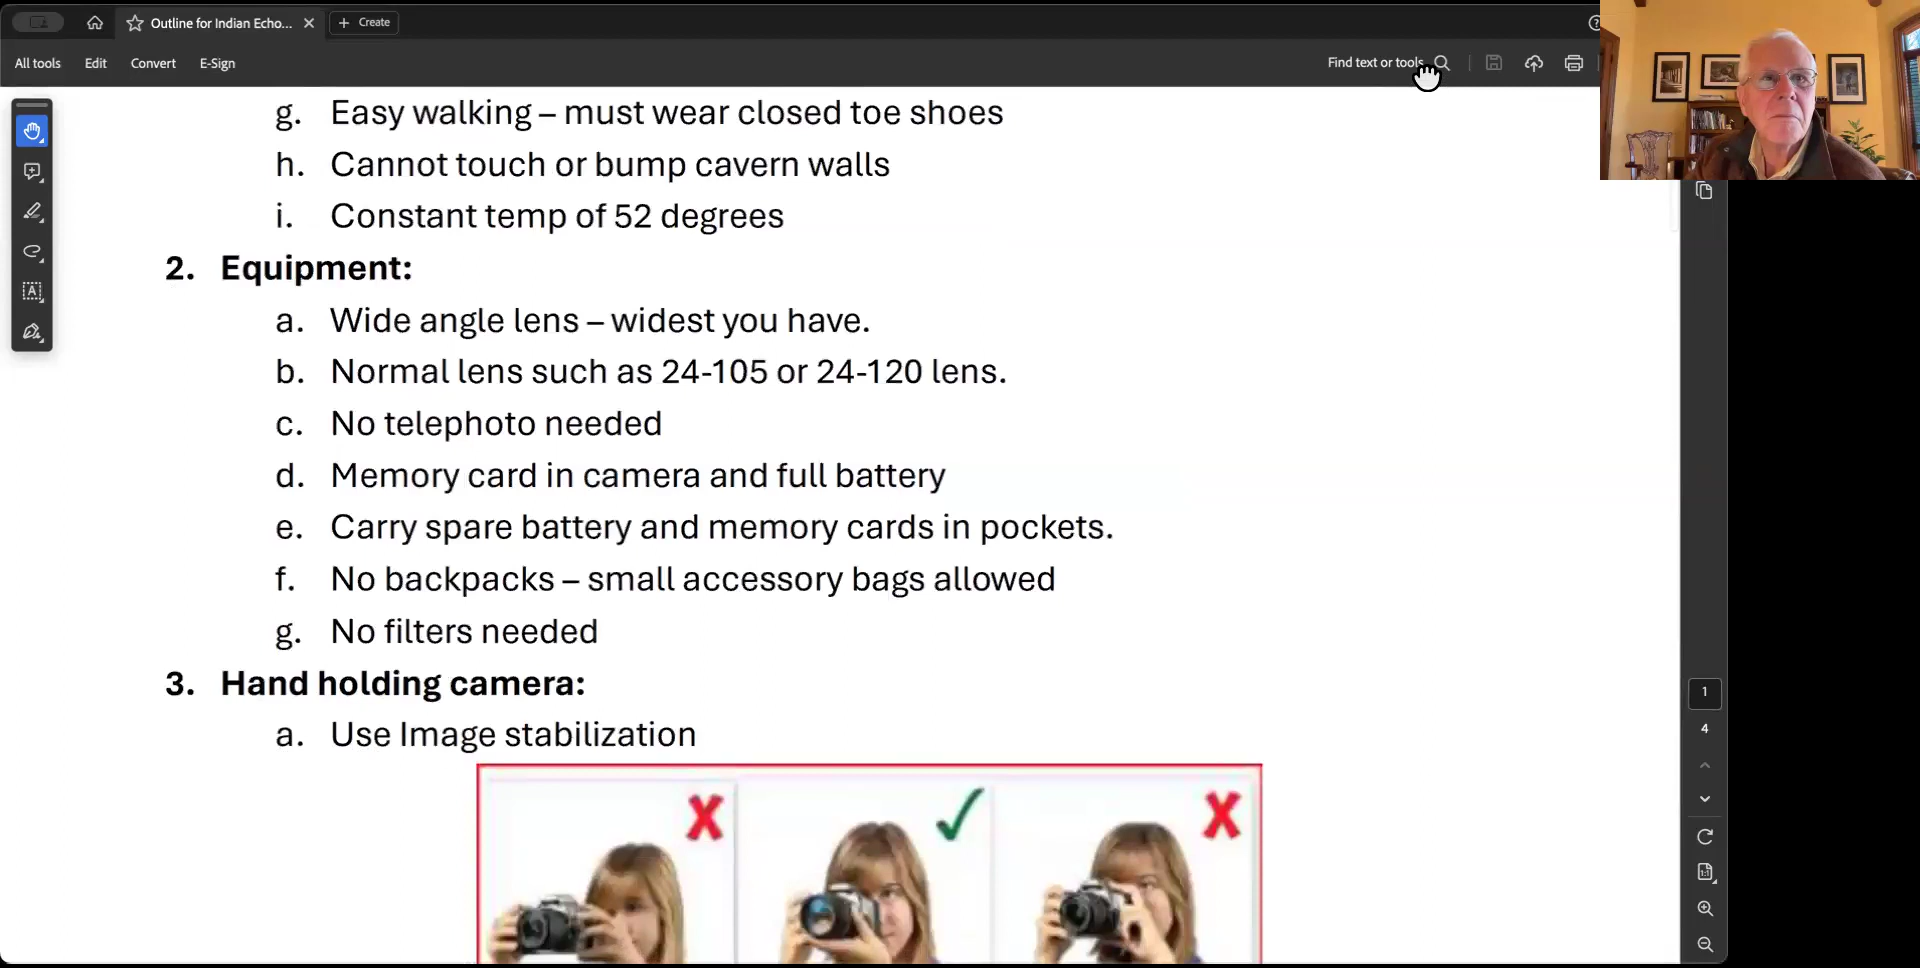 Outline for Indian Echo...
Create
All tools
Edit
Convert
E-Sign
Find text or tools
g. Easy walking – must wear closed toe shoes
h. Cannot touch or bump cavern walls
i. Constant temp of 52 degrees
2. Equipment:
a. Wide angle lens – widest you have.
b. Normal lens such as 24-105 or 24-120 lens.
c. No telephoto needed
d. Memory card in camera and full battery
e. Carry spare battery and memory cards in pockets.
f. No backpacks – small accessory bags allowed
g. No filters needed
3. Hand holding camera:
a. Use Image stabilization
1
4